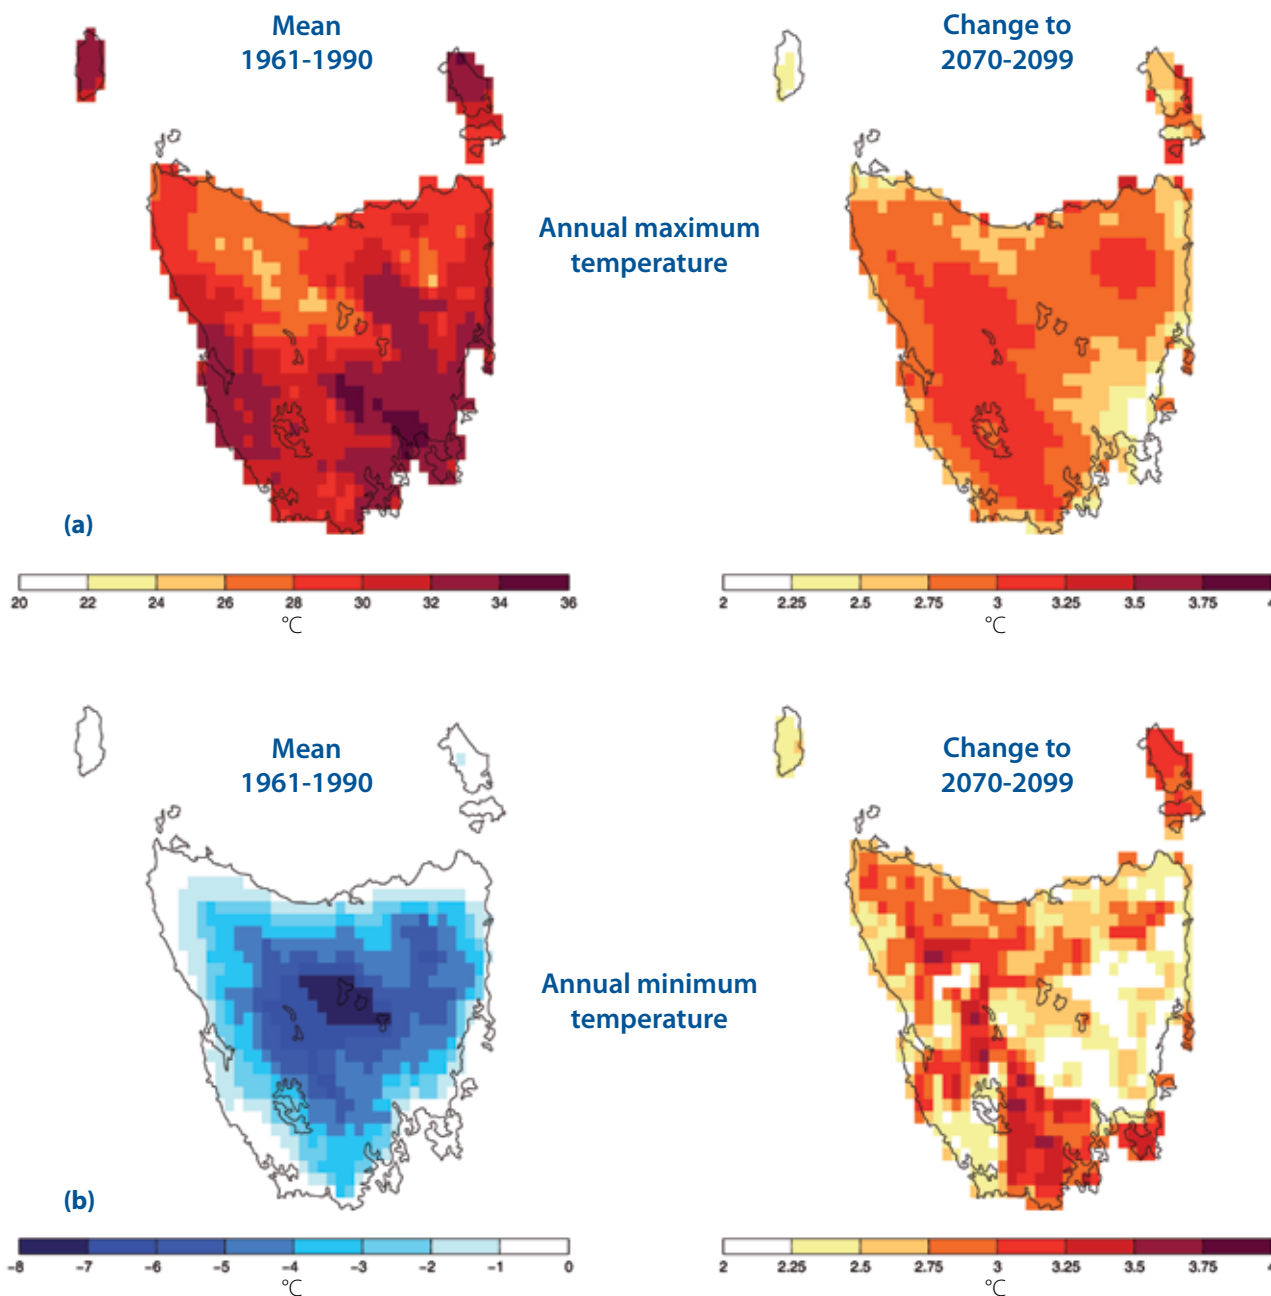 Mean
1961-1990
Change to
2070-2099
Annual maximum
temperature
(a)
20 22 24 26 28 30 32 34 36
°C
2 2.25 2.5 2.75 3 3.25 3.5 3.75 4
°C
Mean
1961-1990
Change to
2070-2099
Annual minimum
temperature
(b)
−8 −7 −6 −5 −4 −3 −2 −1 0
°C
2 2.25 2.5 2.75 3 3.25 3.5 3.75 4
°C